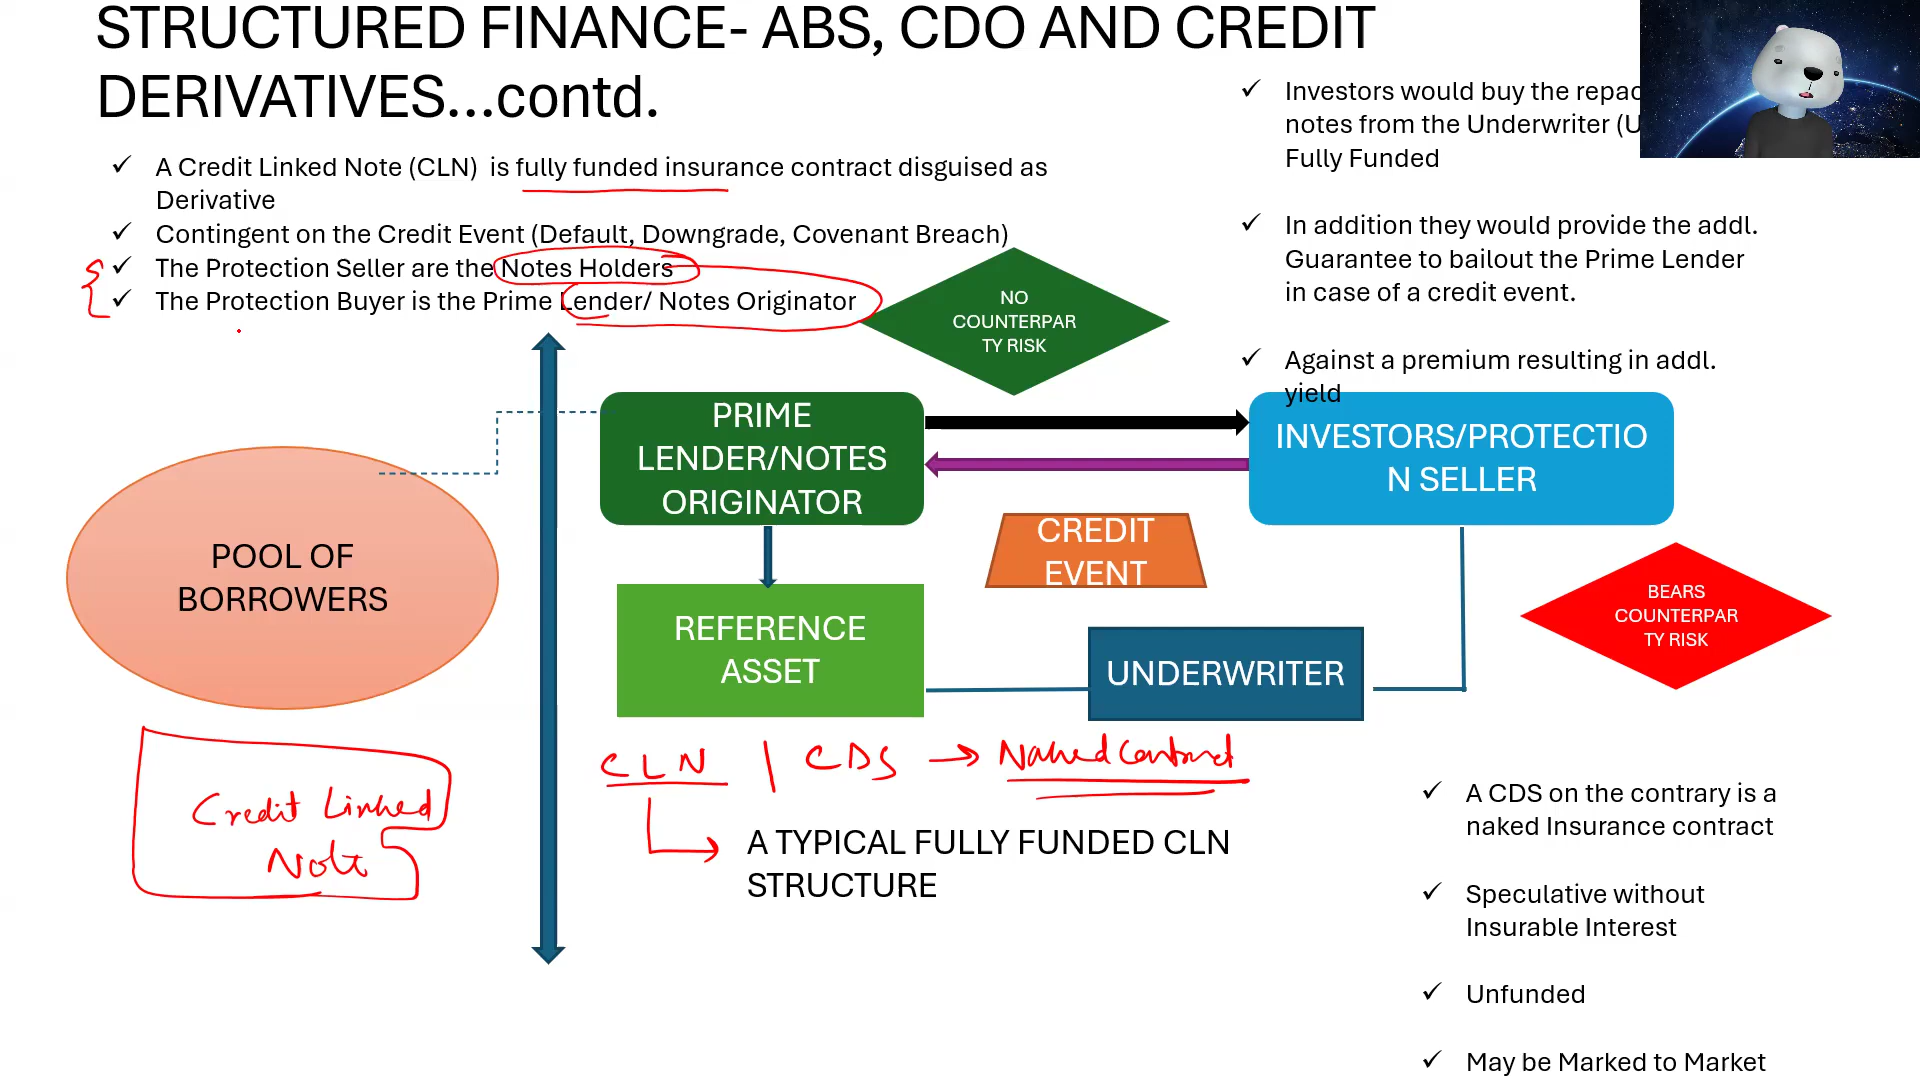 STRUCTURED FINANCE- ABS, CDO AND CREDIT
DERIVATIVES...contd.
✓ A Credit Linked Note (CLN) is fully funded insurance contract disguised as
Derivative
✓ Contingent on the Credit Event (Default, Downgrade, Covenant Breach)
✓ The Protection Seller are the Notes Holders
✓ The Protection Buyer is the Prime Lender/ Notes Originator
✓ Investors would buy the
notes from the Underwriter
Fully Funded
✓ In addition they would provide the addl.
Guarantee to bailout the Prime Lender
in case of a credit event.
✓ Against a premium resulting in addl.
yield
NO
COUNTERPAR
TY RISK
PRIME
LENDER/NOTES
ORIGINATOR
INVESTORS/PROTECTIO
N SELLER
POOL OF
BORROWERS
CREDIT
EVENT
REFERENCE
ASSET
UNDERWRITER
BEARS
COUNTERPAR
TY RISK
Credit Linked
Note
CLN | CDS → Naked Contract
A TYPICAL FULLY FUNDED CLN
STRUCTURE
✓ A CDS on the contrary is a
naked Insurance contract
✓ Speculative without
Insurable Interest
✓ Unfunded
✓ May be Marked to Market